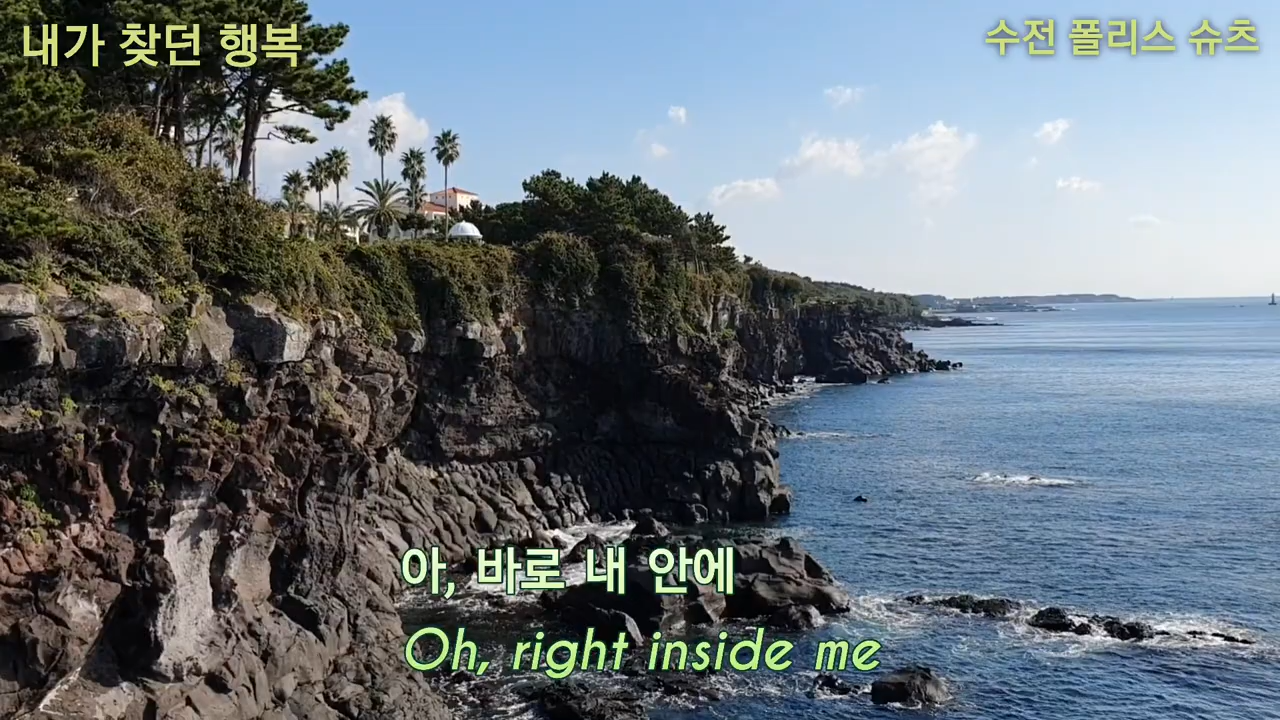 내가 찾던 행복
수전 폴리스 슈츠
아, 바로 내 안에
Oh, right inside me